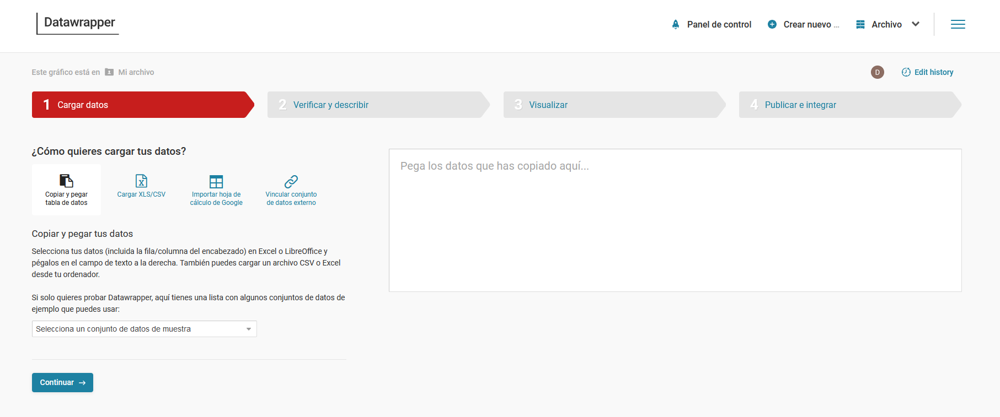 Datawrapper
Panel de control
Crear nuevo ...
Archivo
Este gráfico está en Mi archivo
D
Edit history
1 Cargar datos
2 Verificar y describir
3 Visualizar
4 Publicar e integrar
¿Cómo quieres cargar tus datos?
Copiar y pegar
tabla de datos
Cargar XLS/CSV
Importar hoja de
cálculo de Google
Vincular conjunto
de datos externo
Copiar y pegar tus datos
Selecciona tus datos (incluida la fila/columna del encabezado) en Excel o LibreOffice y
pégalos en el campo de texto a la derecha. También puedes cargar un archivo CSV o Excel
desde tu ordenador.
Si solo quieres probar Datawrapper, aquí tienes una lista con algunos conjuntos de datos de
ejemplo que puedes usar:
Selecciona un conjunto de datos de muestra
Continuar →
Pega los datos que has copiado aquí...